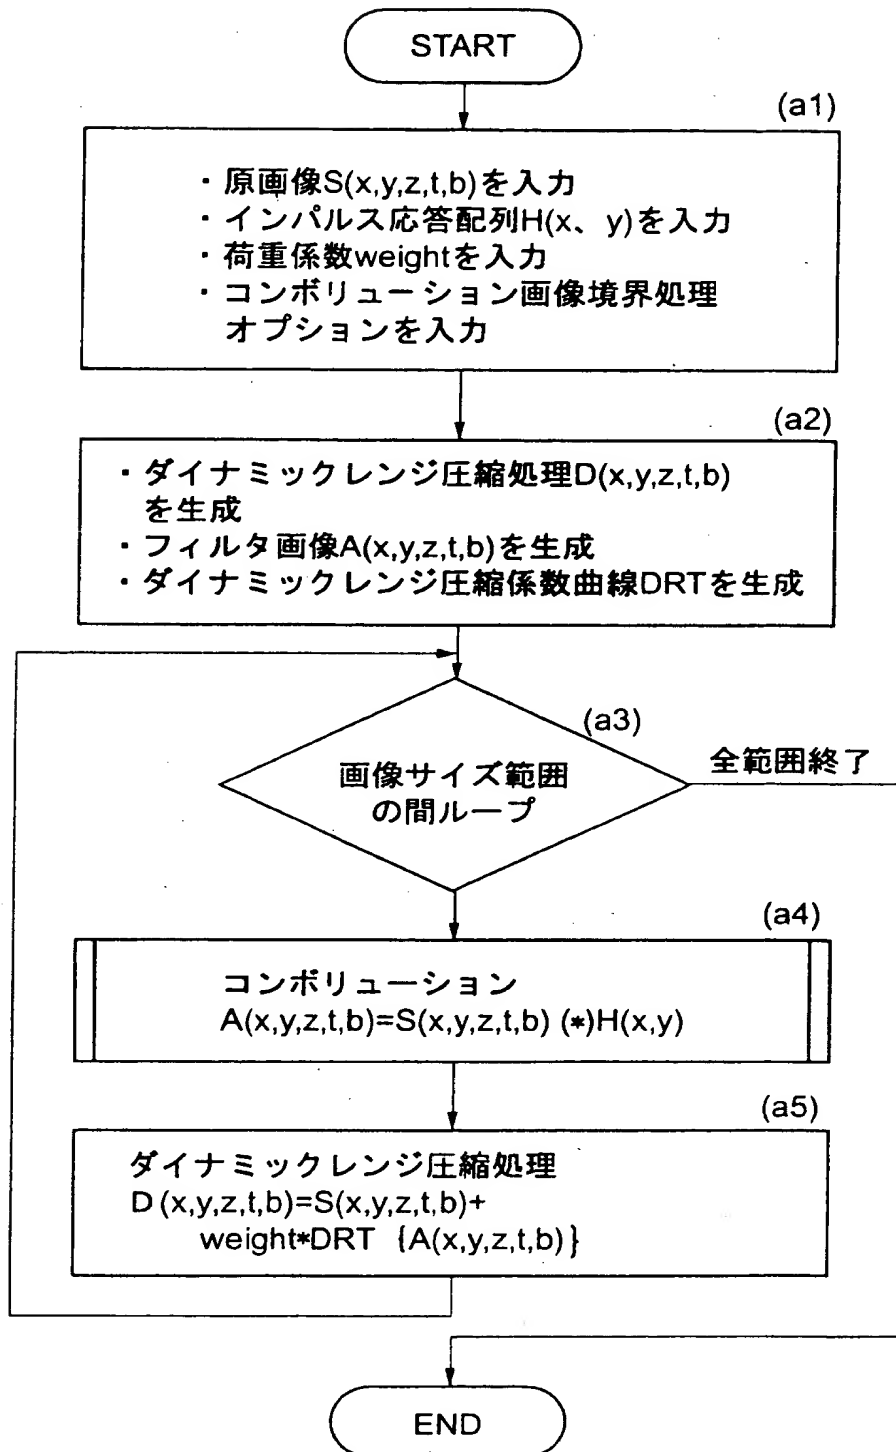 START
(a1)
・原画像S(x,y,z,t,b)を入力
・インパルス応答配列H(x、y)を入力
・荷重係数weightを入力
・コンボリューション画像境界処理
オプションを入力
(a2)
・ダイナミックレンジ圧縮処理D(x,y,z,t,b)
を生成
・フィルタ画像A(x,y,z,t,b)を生成
・ダイナミックレンジ圧縮係数曲線DRTを生成
(a3)
画像サイズ範囲
の間ループ
全範囲終了
(a4)
コンボリューション
A(x,y,z,t,b)=S(x,y,z,t,b) (*)H(x,y)
(a5)
ダイナミックレンジ圧縮処理
D(x,y,z,t,b)=S(x,y,z,t,b)+
weight*DRT {A(x,y,z,t,b)}
END